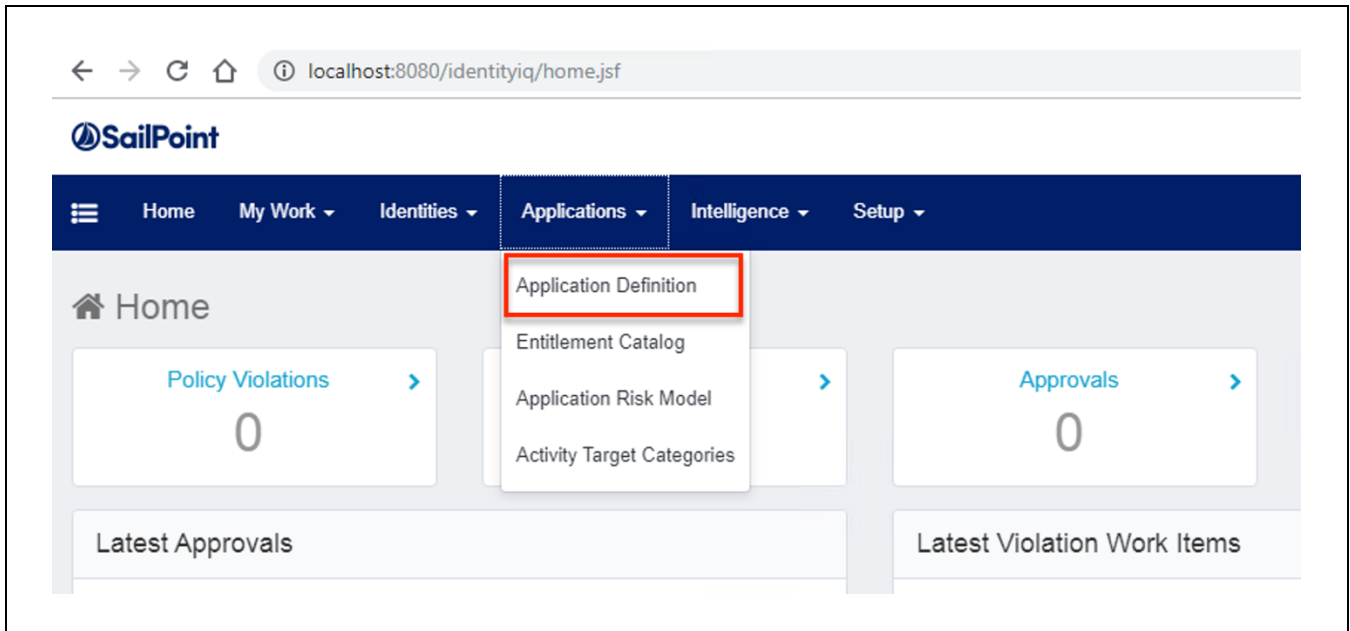 localhost:8080/identityiq/home.jsf
SailPoint
Home My Work Identities Applications Intelligence Setup
Application Definition
Home
Entitlement Catalog
Policy Violations Approvals
Application Risk Model
0 0
Activity Target Categories
Latest Approvals Latest Violation Work Items